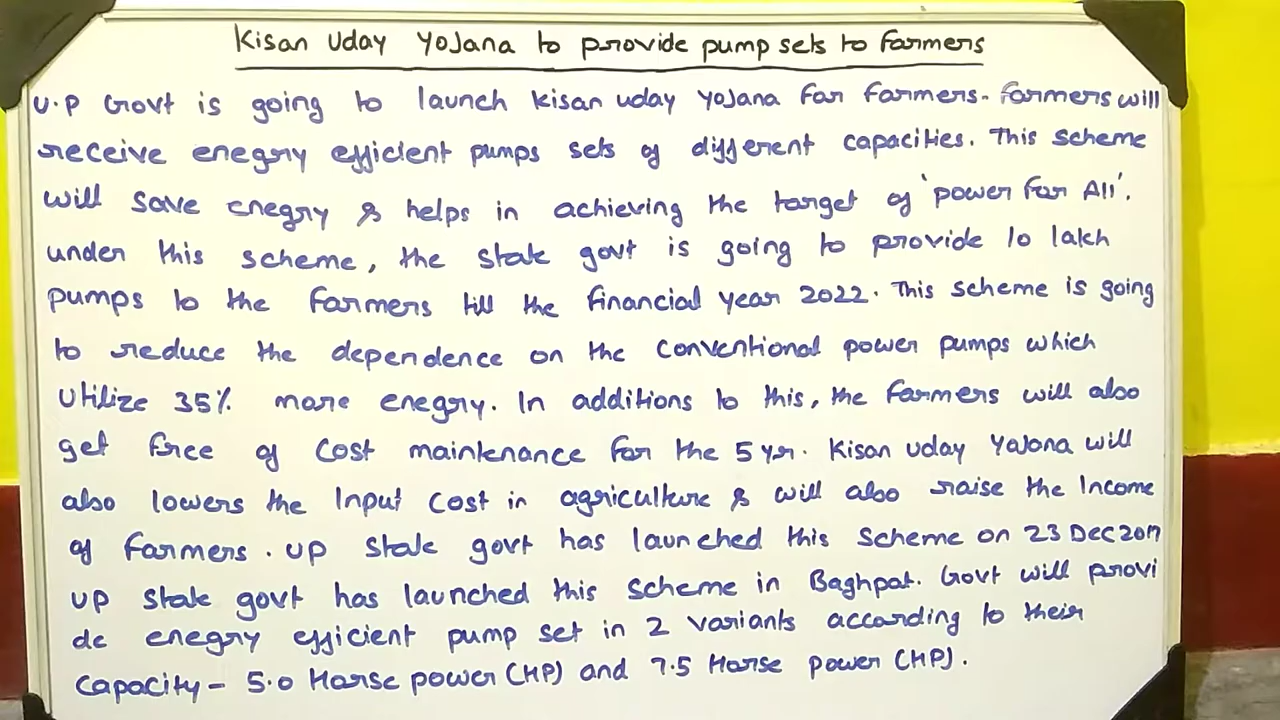 Kisan Uday Yojana to provide pump sets to farmers
U.P Govt is going to launch kisan uday Yojana for farmers. farmers will
receive enegry efficient pumps sets of different capacities. This scheme
will save enegry & helps in achieving the target of 'power for All'.
under this scheme, the state govt is going to provide 10 lakh
pumps to the farmers till the financial year 2022. This scheme is going
to reduce the dependence on the conventional power pumps which
utilize 35% more enegry. In additions to this, the farmers will also
get free of cost maintenance for the 5 yr. Kisan uday Yojona will
also lowers the Input cost in agriculture & will also raise the Income
of farmers. UP state govt has launched this scheme on 23 Dec 2017
UP state govt has launched this scheme in Baghpat. Govt will provi
de enegry efficient pump set in 2 variants according to their
capacity - 5.0 Horse power (HP) and 7.5 Horse power (HP).